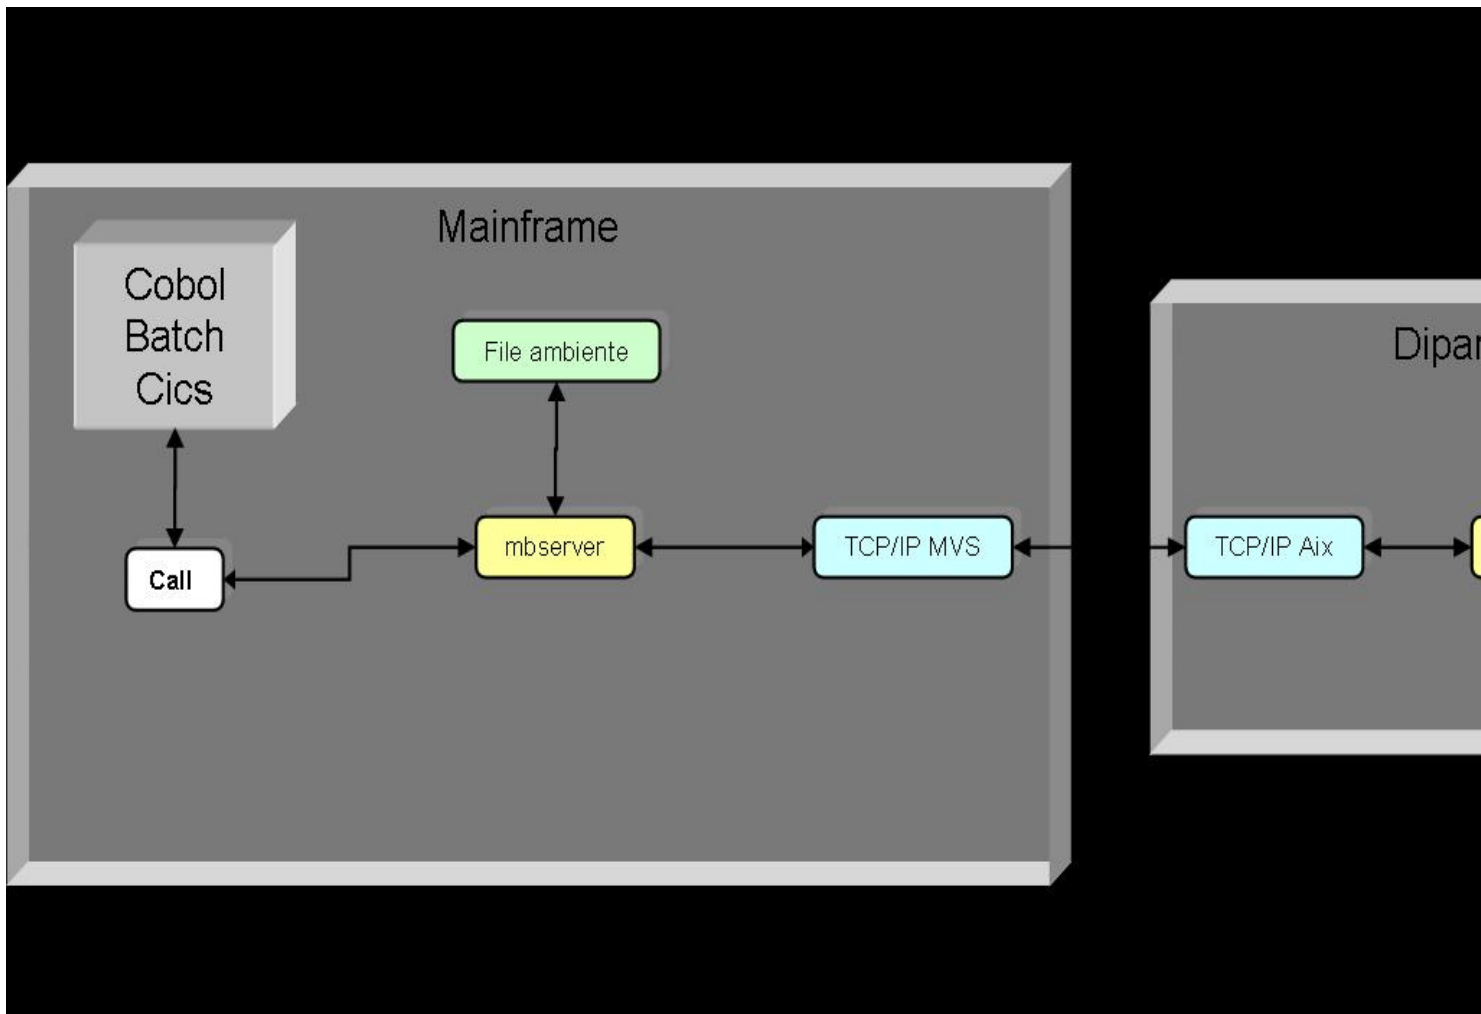 Mainframe
Cobol
Batch
Cics
File ambiente
mbserver
Call
TCP/IP MVS
TCP/IP Aix